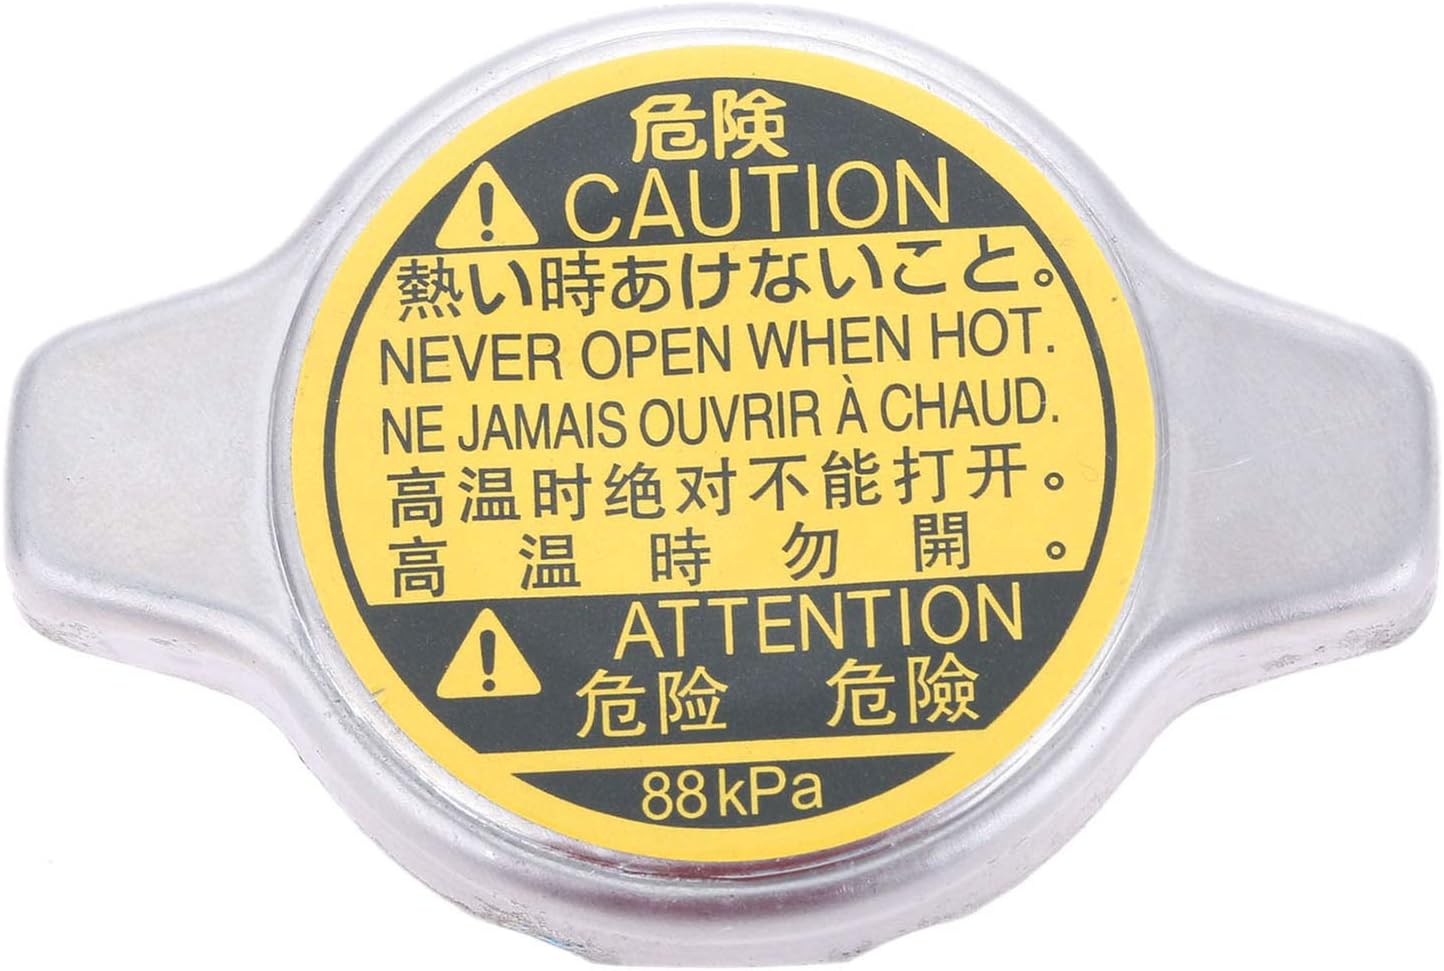 危険
CAUTION
熱い時あけないこと。
NEVER OPEN WHEN HOT.
NE JAMAIS OUVRIR À CHAUD.
高温时绝对不能打开。
高温時勿開。
ATTENTION
危险 危險
88kPa